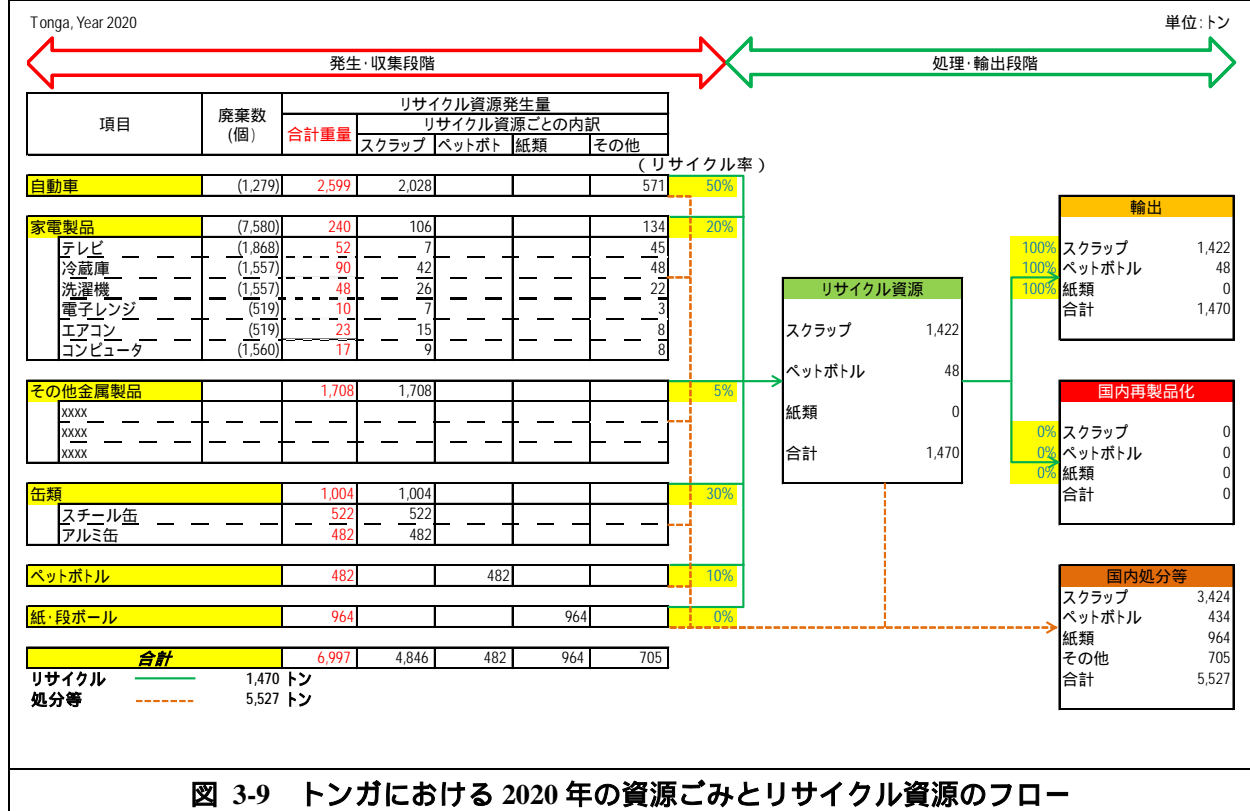 Tonga, Year 2020 単位:トン
発生・収集段階 処理・輸出段階
項目 廃棄数(個) リサイクル資源発生量
合計重量 リサイクル資源ごとの内訳
スクラップ ペットボト 紙類 その他
(リサイクル率)
自動車 (1,279) 2,599 2,028 571 50%
家電製品 (7,580) 240 106 134 20%
テレビ (1,868) 52 7 45
冷蔵庫 (1,557) 90 42 48
洗濯機 (1,557) 48 26 22
電子レンジ (519) 10 7 3
エアコン (519) 23 15 8
コンピュータ (1,560) 17 9 8
その他金属製品 1,708 1,708 5%
xxxx
xxxx
xxxx
缶類 1,004 1,004 30%
スチール缶 522 522
アルミ缶 482 482
ペットボトル 482 482 10%
紙・段ボール 964 964 0%
合計 6,997 4,846 482 964 705
リサイクル 1,470 トン
処分等 5,527 トン
リサイクル資源
スクラップ 1,422
ペットボトル 48
紙類 0
合計 1,470
輸出
100% スクラップ 1,422
100% ペットボトル 48
100% 紙類 0
合計 1,470
国内再製品化
0% スクラップ 0
0% ペットボトル 0
0% 紙類 0
合計 0
国内処分等
スクラップ 3,424
ペットボトル 434
紙類 964
その他 705
合計 5,527
図 3-9 トンガにおける 2020 年の資源ごみとリサイクル資源のフロー